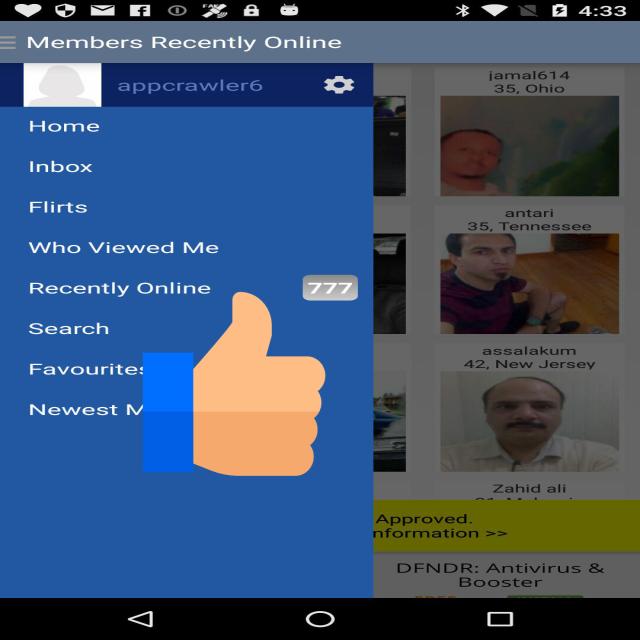 4:33
Members Recently Online
appcrawler6
Home
Inbox
Flirts
Who Viewed Me
Recently Online 777
Search
Favourites
Newest M
jamal614
35, Ohio
antari
35, Tennessee
assalakum
42, New Jersey
Zahid ali
Approved.
nformation >>
DFNDR: Antivirus &
Booster